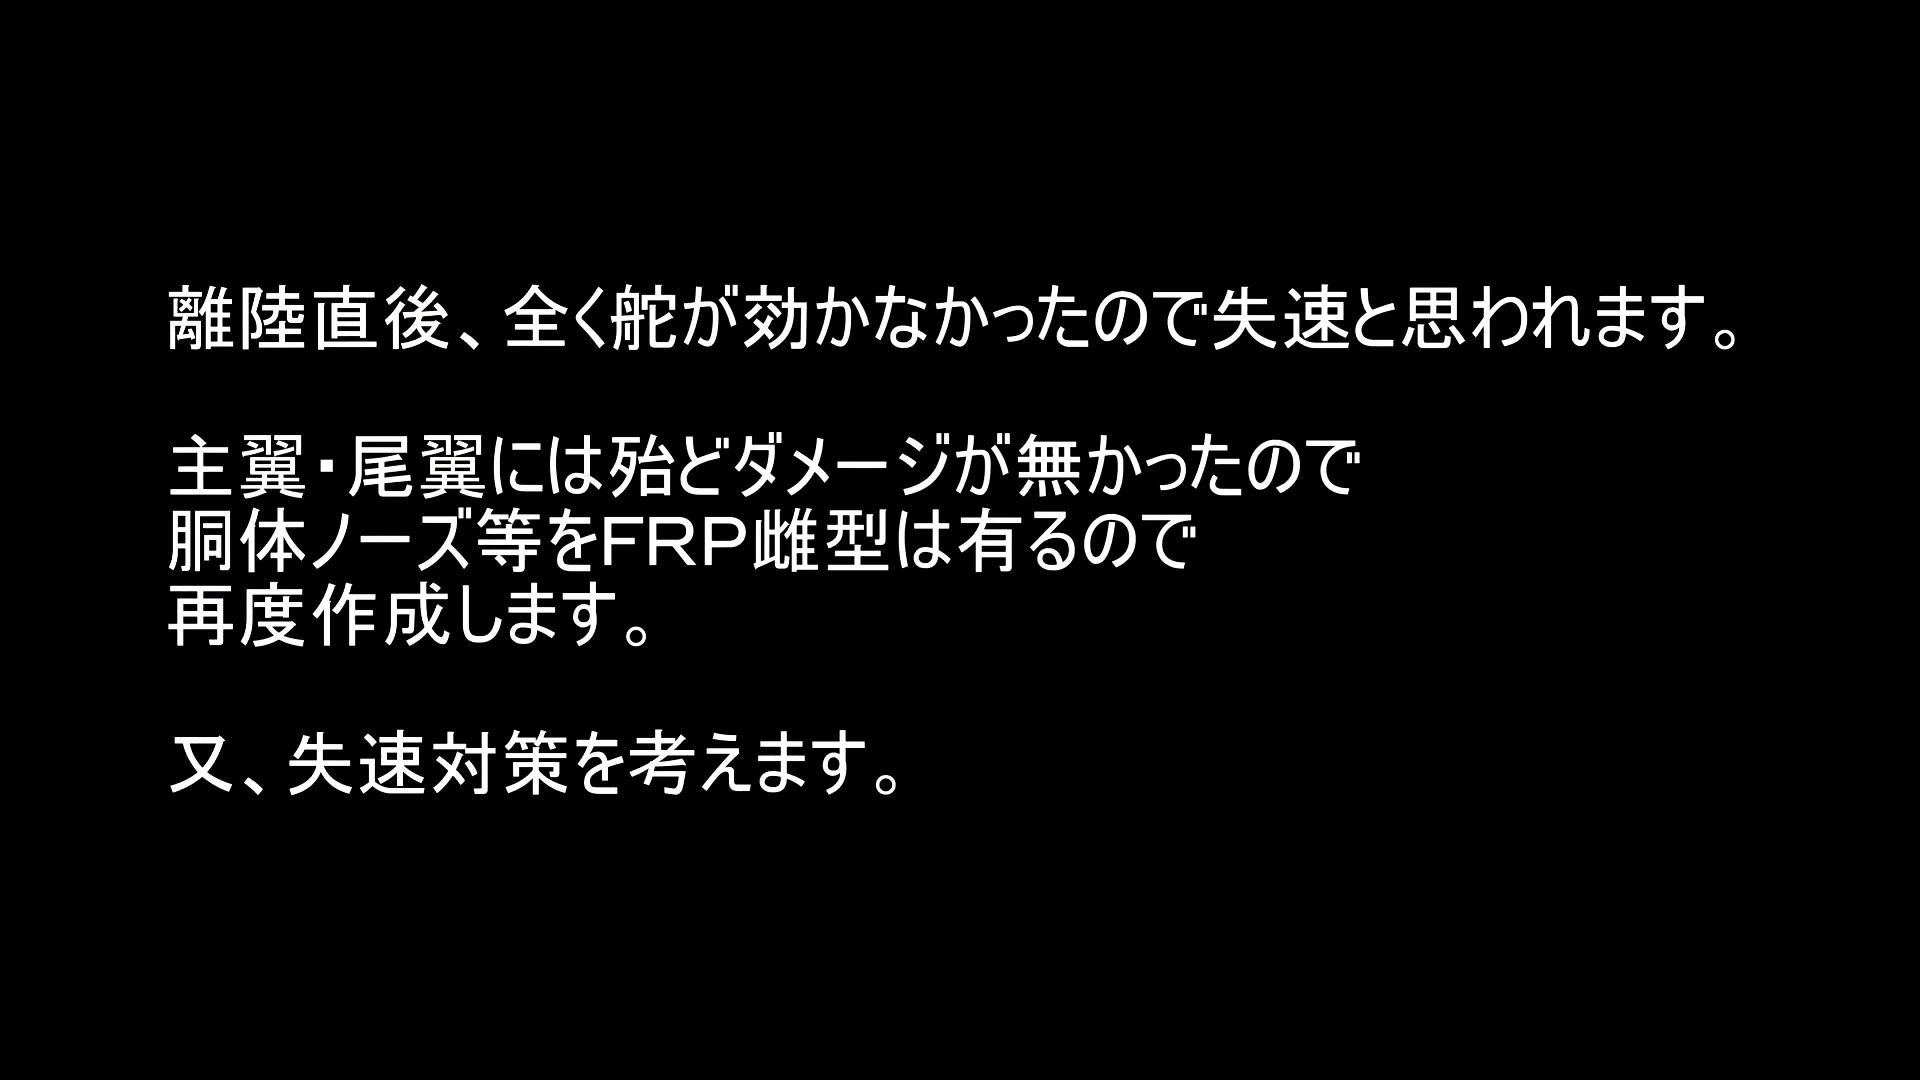 離陸直後、全く舵が効かなかったので失速と思われます。
主翼・尾翼には殆どダメージが無かったので
胴体ノーズ等をFRP雌型は有るので
再度作成します。
又、失速対策を考えます。